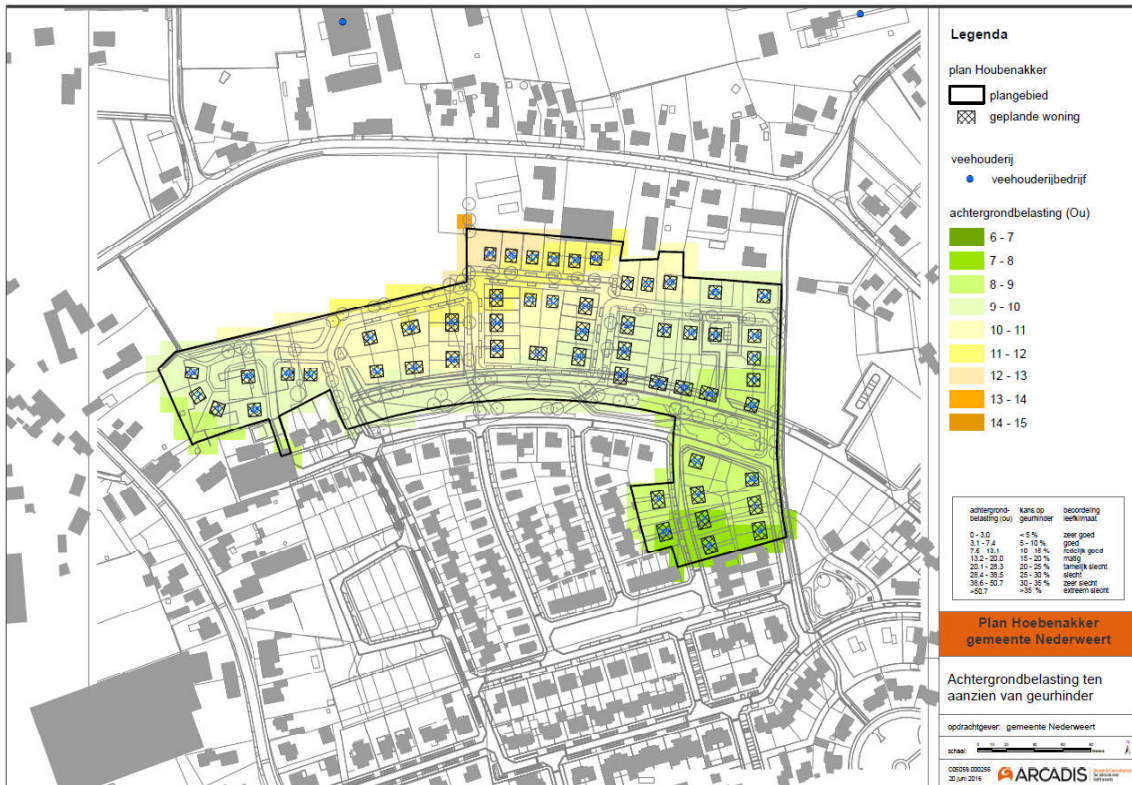 Legenda
plan Houbenakker
plangebied
geplande woning
veehouderij
veehouderijbedrijf
achtergrondbelasting (Ou)
6 - 7
7 - 8
8 - 9
9 - 10
10 - 11
11 - 12
12 - 13
13 - 14
14 - 15
achtergrond- kans op beoordeling
belasting (ou) geurhinder leefklimaat
0 - 3.0 < 5 % zeer goed
3.1 - 7.4 5 - 10 % goed
7.5 - 13.1 10 - 15 % redelijk goed
13.2 - 20.0 15 - 20 % matig
20.1 - 28.3 20 - 25 % tamelijk slecht
28.4 - 38.5 25 - 30 % slecht
38.6 - 50.7 30 - 35 % zeer slecht
>50.7 >35 % extreem slecht
Plan Hoebenakker
gemeente Nederweert
Achtergrondbelasting ten
aanzien van geurhinder
opdrachtgever: gemeente Nederweert
schaal:
20 juni 2016
ARCADIS